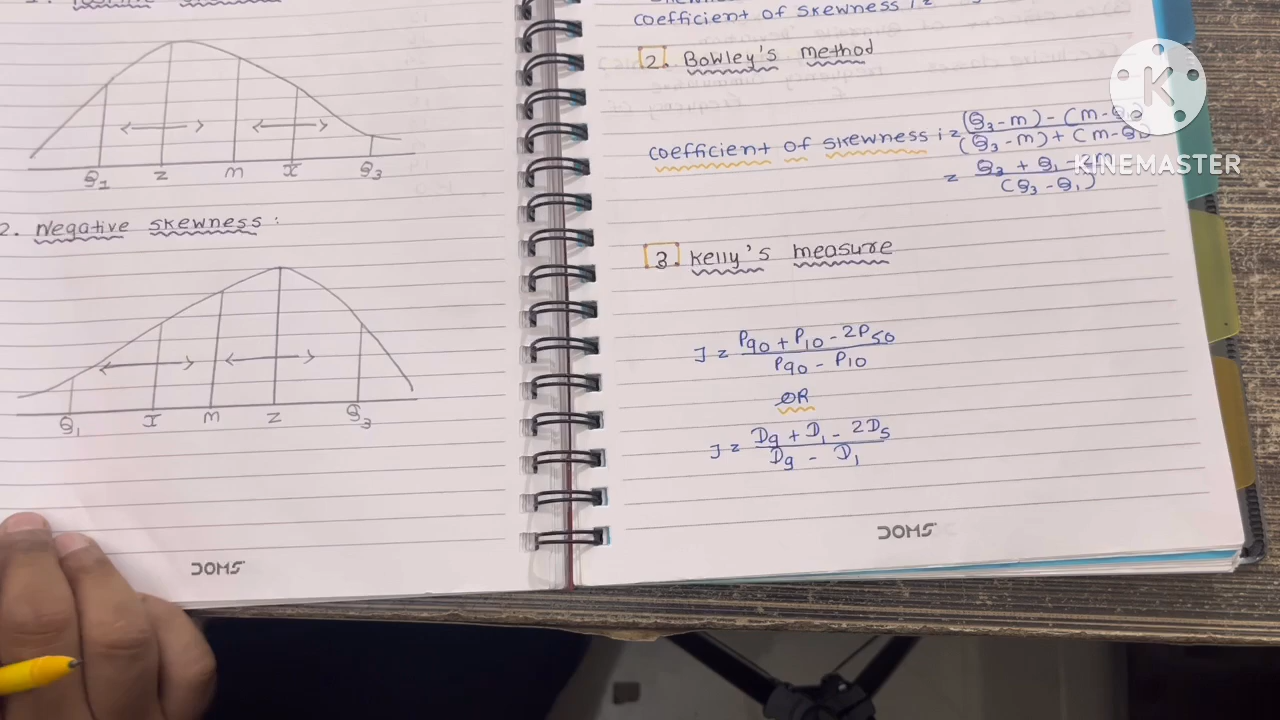 Q1 Z m x̄ Q3
2. Negative skewness :
Q1 x̄ m Z Q3
DOMS
coefficient of skewness i =
2. Bowley's method
coefficient of skewness i = (Q3 - m) - (m - Q1) / (Q3 - m) + (m - Q1)
= Q3 + Q1 - / (Q3 - Q1)
3. Kelly's measure
J = P90 + P10 - 2P50 / P90 - P10
OR
J = D9 + D1 - 2D5 / D9 - D1
DOMS
K
KINEMASTER